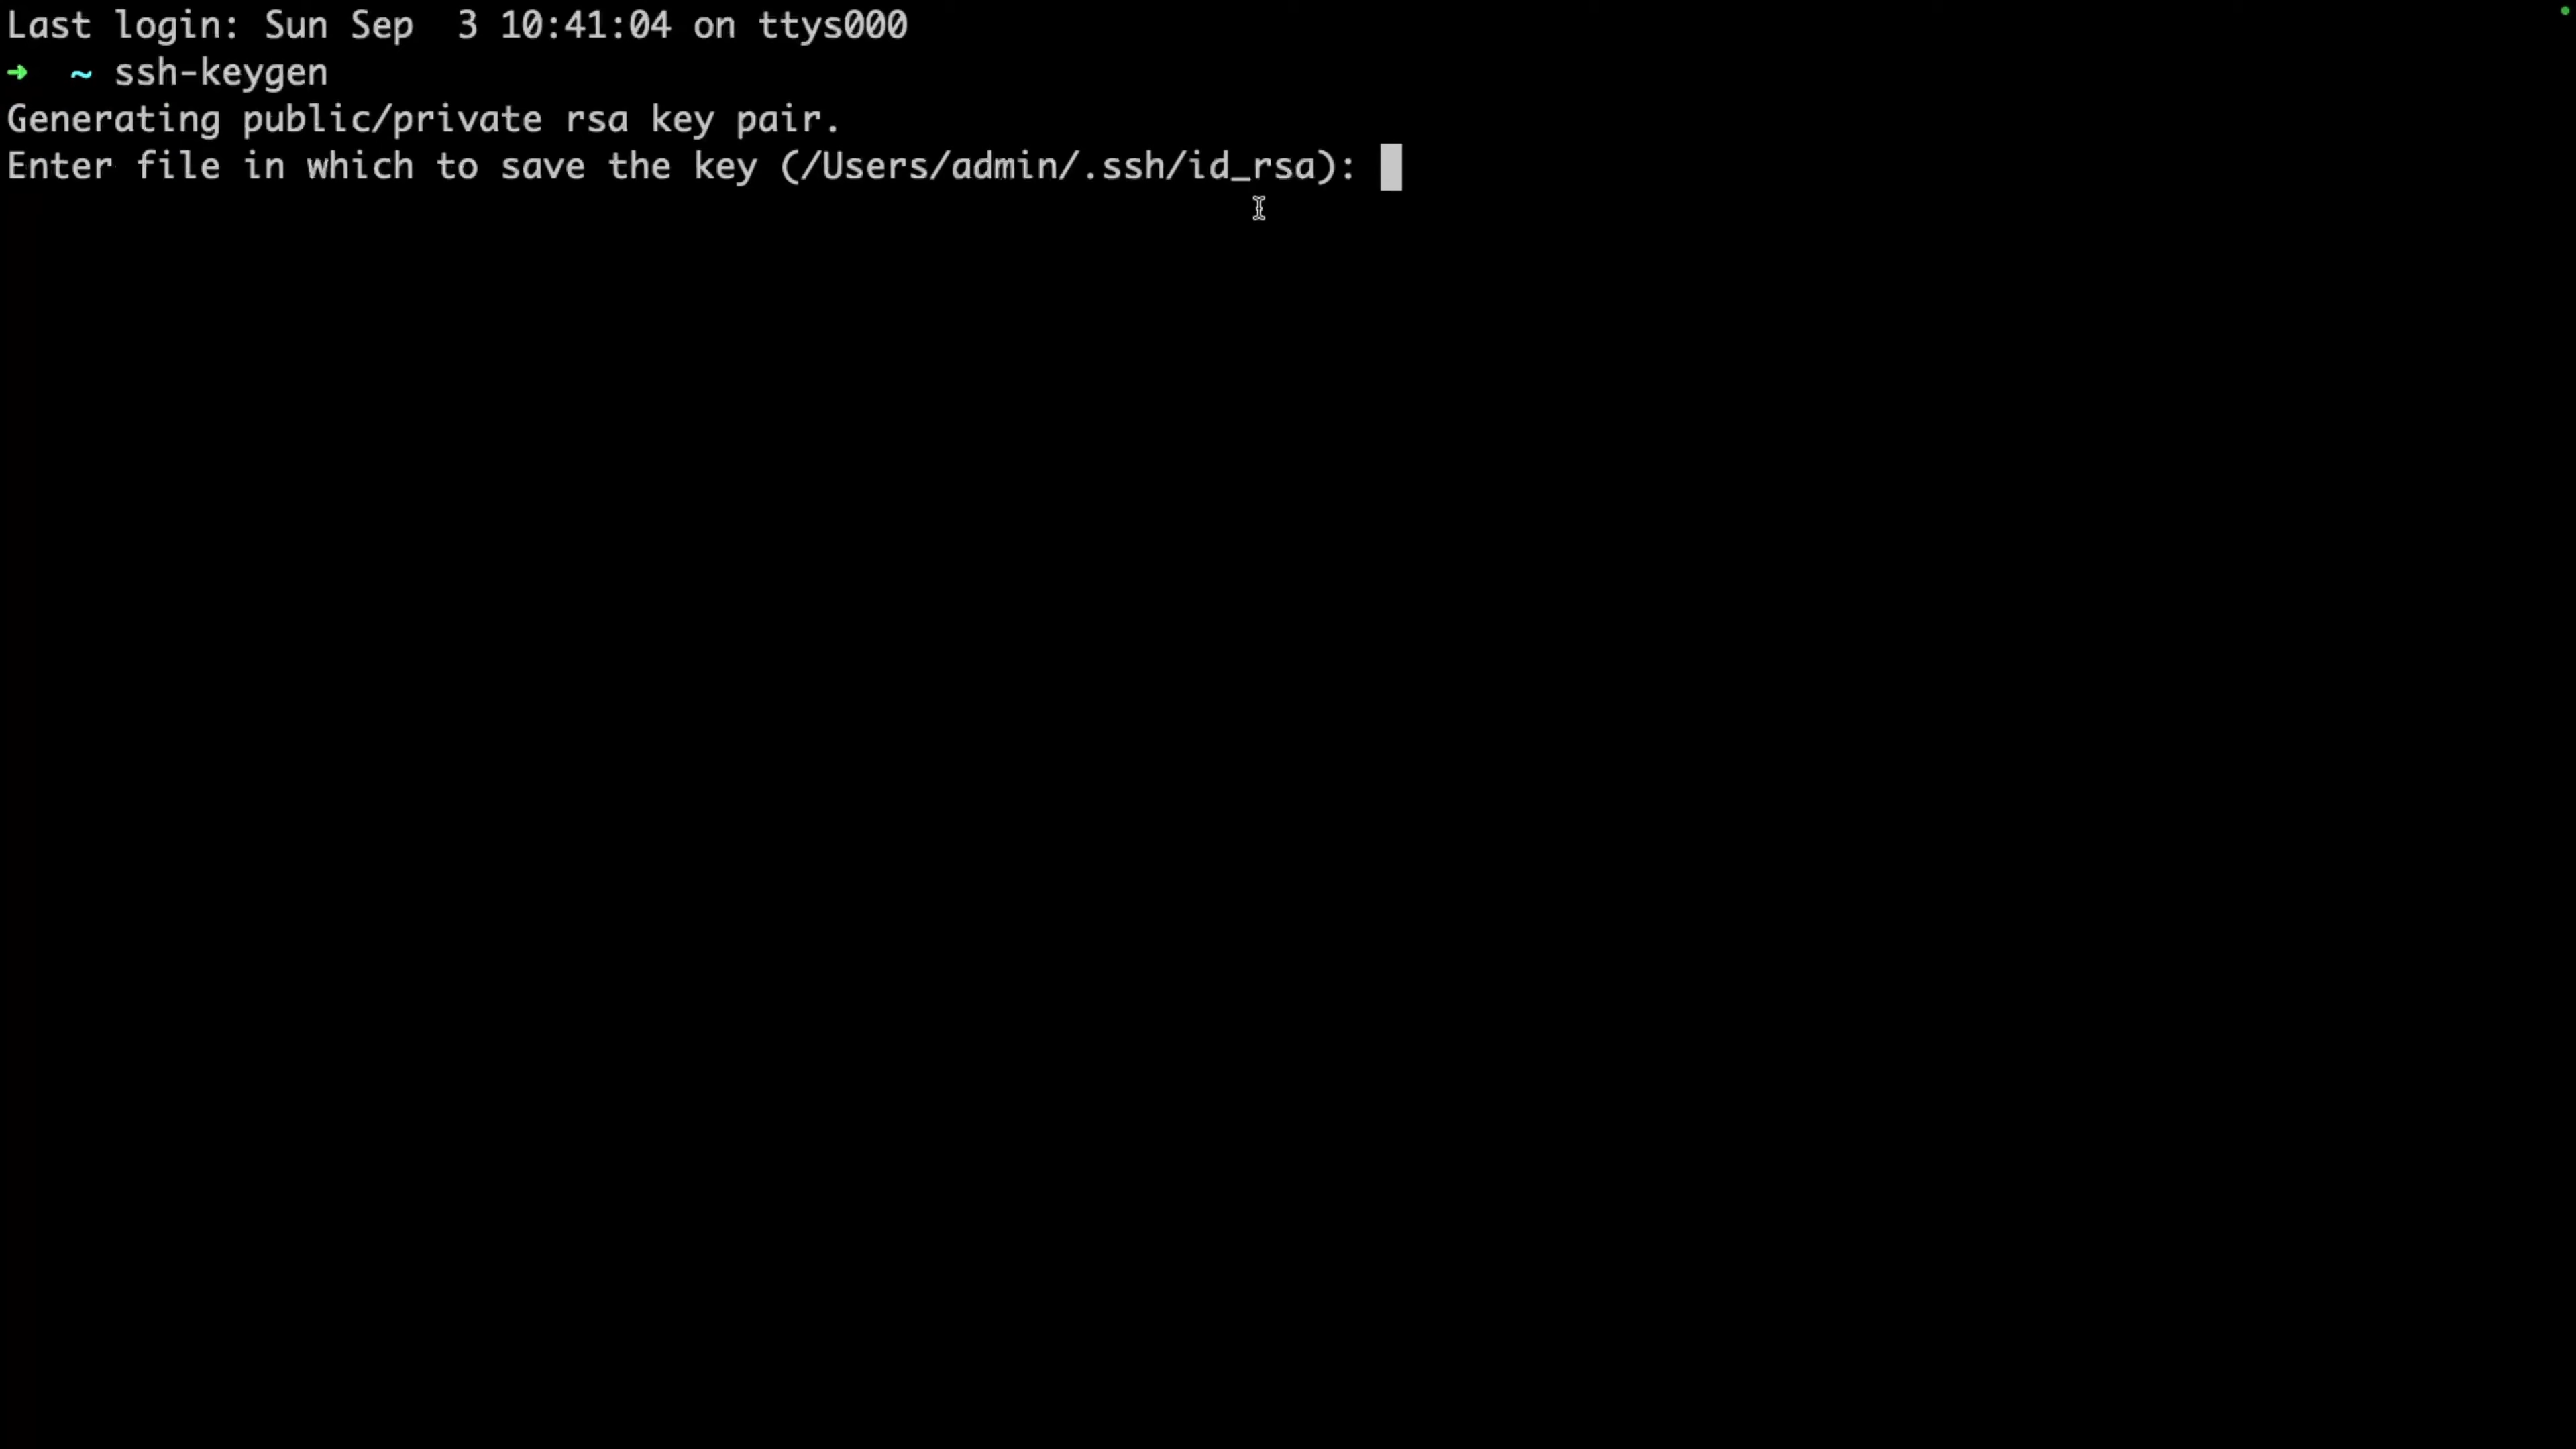 Last login: Sun Sep  3 10:41:04 on ttys000
➜  ~ ssh-keygen
Generating public/private rsa key pair.
Enter file in which to save the key (/Users/admin/.ssh/id_rsa):